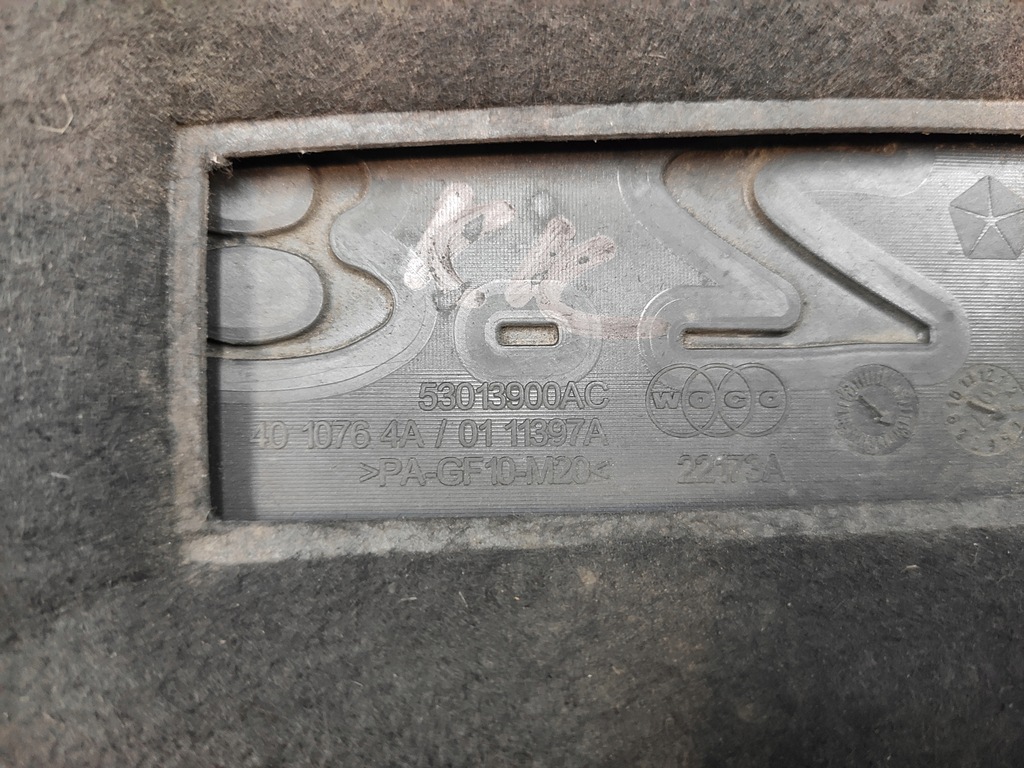 53013900AC
woco
40 1076 4A / 01 11397A
>PA-GF10-M20<
22173A